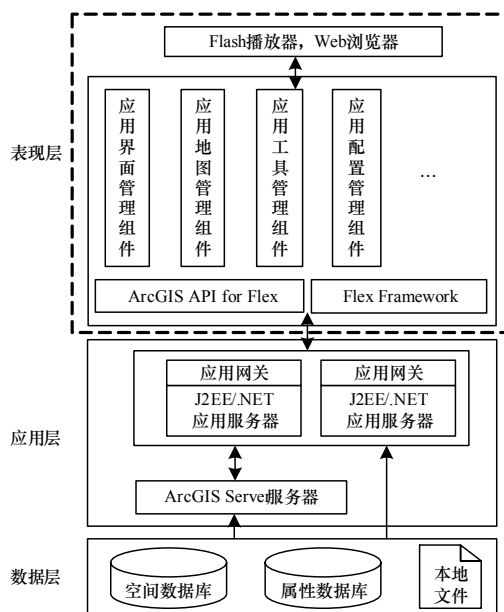 Flash播放器，Web浏览器
表现层
应用界面管理组件
应用地图管理组件
应用工具管理组件
应用配置管理组件
…
ArcGIS API for Flex
Flex Framework
应用层
应用网关
J2EE/.NET
应用服务器
应用网关
J2EE/.NET
应用服务器
ArcGIS Server服务器
数据层
空间数据库
属性数据库
本地
文件